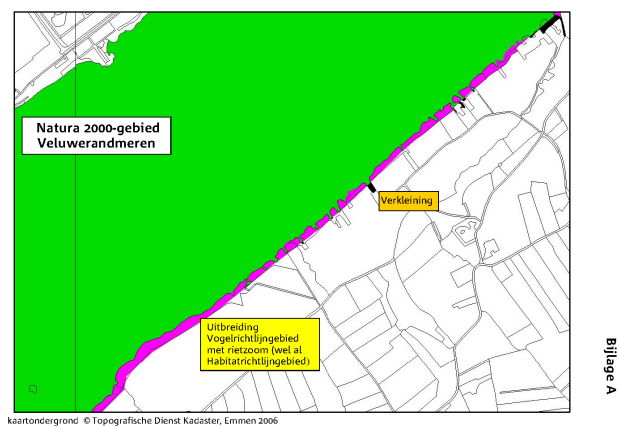 Natura 2000-gebied
Veluwerandmeren
Verkleining
Uitbreiding
Vogelrichtlijngebied
met rietzoom (wel al
Habitatrichtlijngebied)
Bijlage A
kaartondergrond © Topografische Dienst Kadaster, Emmen 2006